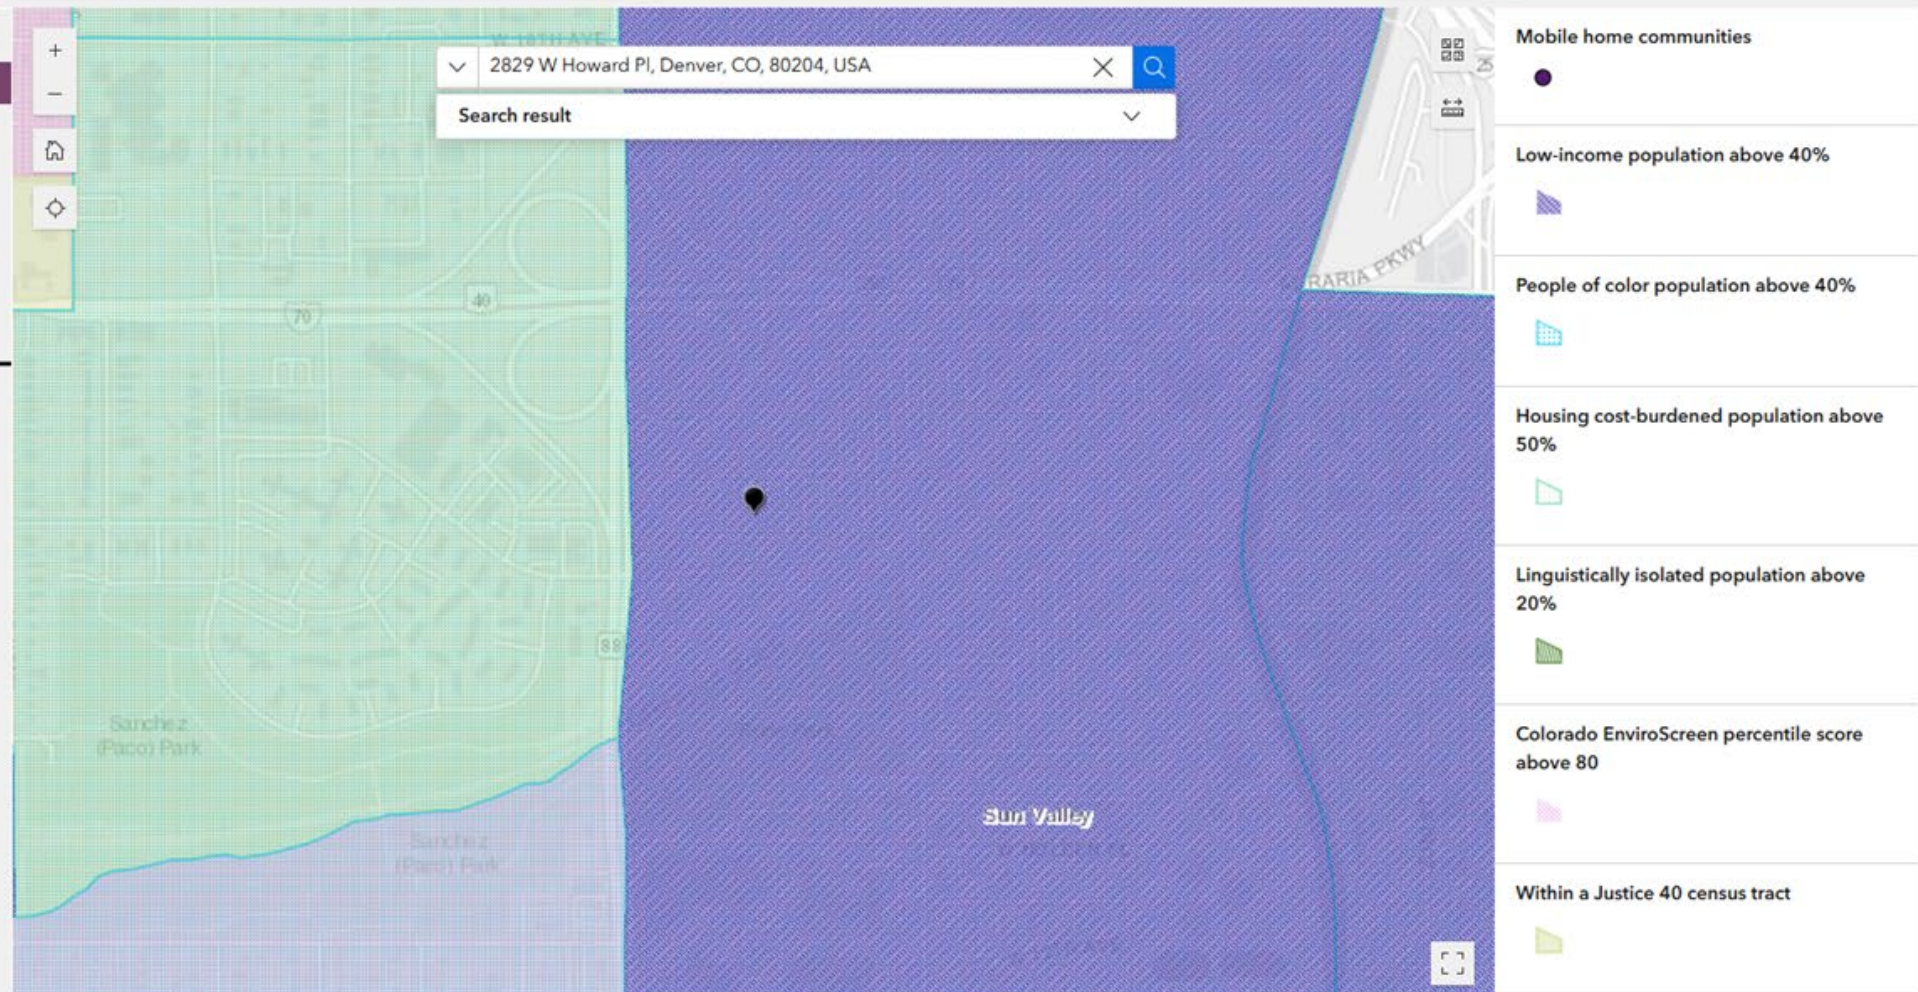 W 18TH AVE
2829 W Howard Pl, Denver, CO, 80204, USA
Search result
25
RARIA PKWY
40
70
88
Sanchez
(Paco) Park
Sanchez
(Paco) Park
Sun Valley
Mobile home communities
Low-income population above 40%
People of color population above 40%
Housing cost-burdened population above
50%
Linguistically isolated population above
20%
Colorado EnviroScreen percentile score
above 80
Within a Justice 40 census tract